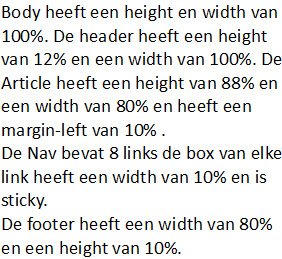 Body heeft een height en width van
100%. De header heeft een height
van 12% en een width van 100%. De
Article heeft een height van 88% en
een width van 80% en heeft een
margin-left van 10% .
De Nav bevat 8 links de box van elke
link heeft een width van 10% en is
sticky.
De footer heeft een width van 80%
en een height van 10%.